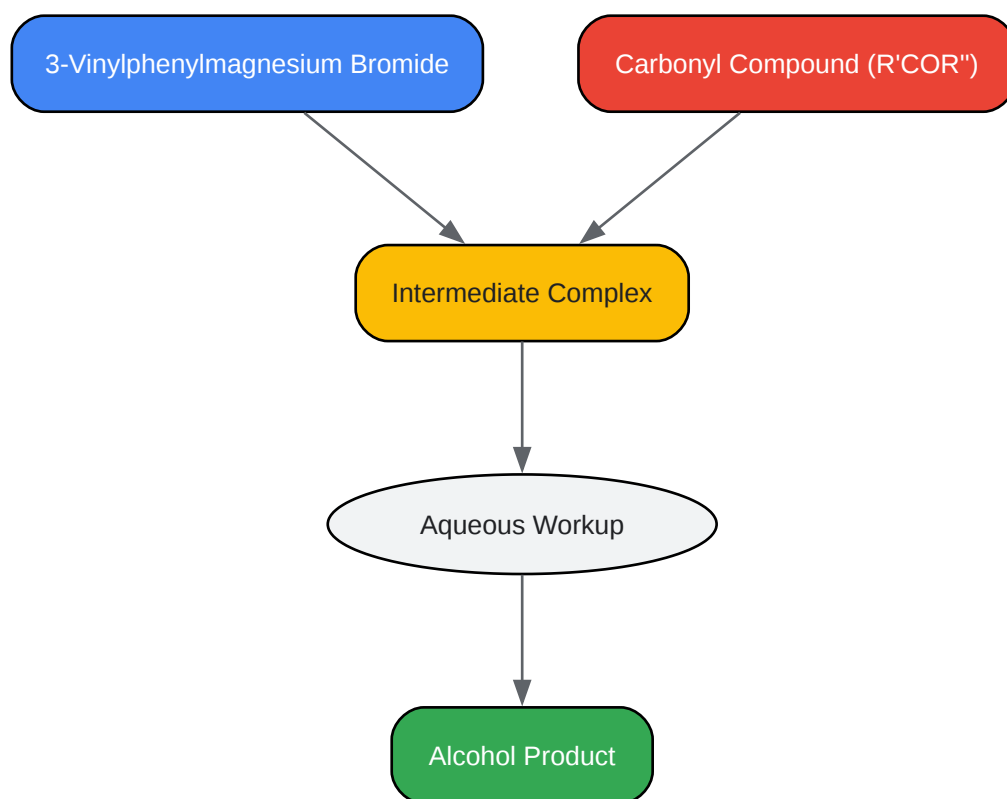 3-Vinylphenylmagnesium Bromide
Carbonyl Compound (R'COR")
Intermediate Complex
Aqueous Workup
Alcohol Product